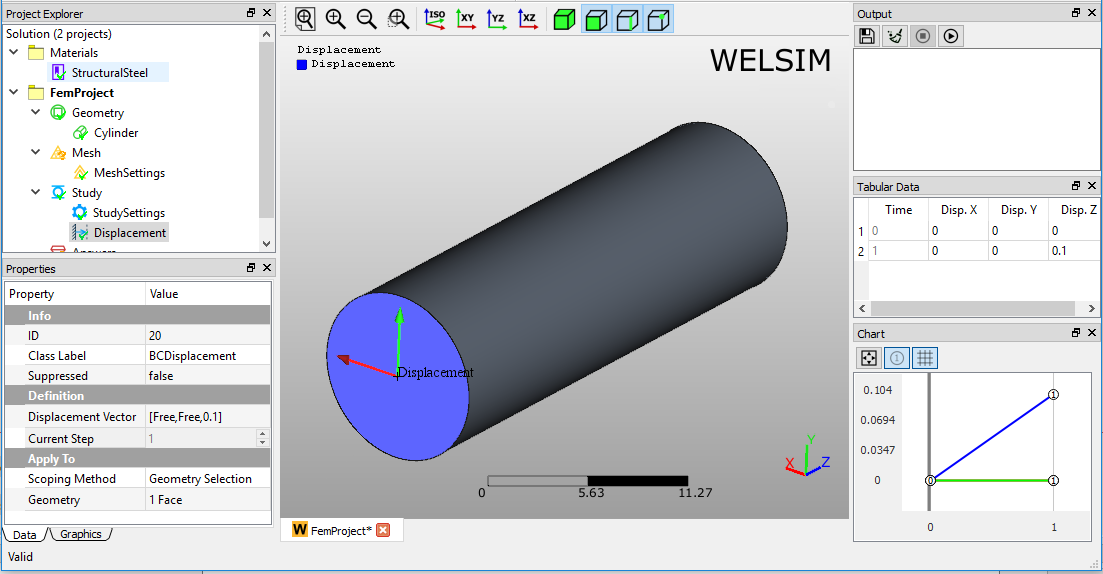 Project Explorer
Solution (2 projects)
Materials
StructuralSteel
FemProject
Geometry
Cylinder
Mesh
MeshSettings
Study
StudySettings
Displacement
Properties
Property Value
Info
ID 20
Class Label BCDisplacement
Suppressed false
Definition
Displacement Vector [Free,Free,0.1]
Current Step 1
Apply To
Scoping Method Geometry Selection
Geometry 1 Face
Data Graphics
Valid
ISO XY YZ XZ
Displacement
Displacement
WELSIM
Displacement
Y
X Z
0 5.63 11.27
W FemProject*
Output
Tabular Data
Time Disp. X Disp. Y Disp. Z
1 0 0 0 0
2 1 0 0 0.1
Chart
1
0.104 1
0.0694
0.0347
0 0 1
0 1